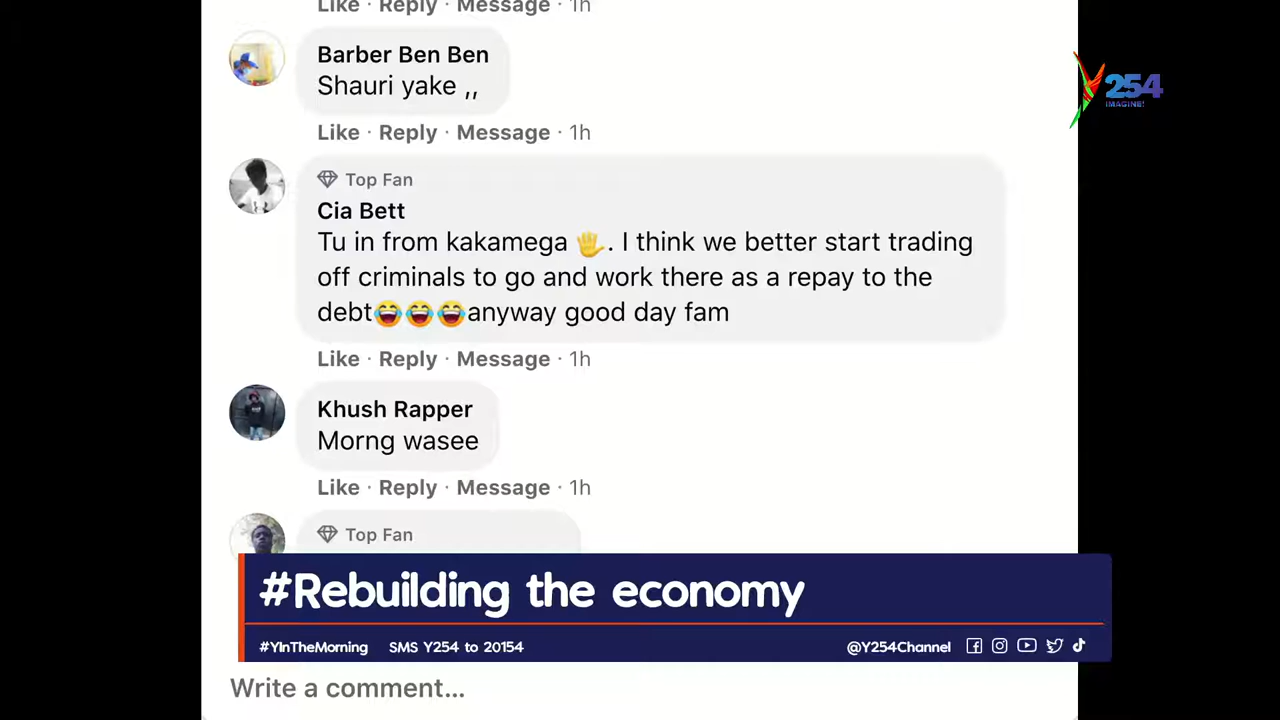 Like · Reply · Message · 1h
Barber Ben Ben
Shauri yake ,,
Like · Reply · Message · 1h
Top Fan
Cia Bett
Tu in from kakamega 🖐. I think we better start trading
off criminals to go and work there as a repay to the
debt😂😂😂anyway good day fam
Like · Reply · Message · 1h
Khush Rapper
Morng wasee
Like · Reply · Message · 1h
Top Fan
Y254
IMAGINE!
#Rebuilding the economy
#YInTheMorning SMS Y254 to 20154 @Y254Channel
Write a comment...